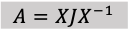 A = XJX⁻¹